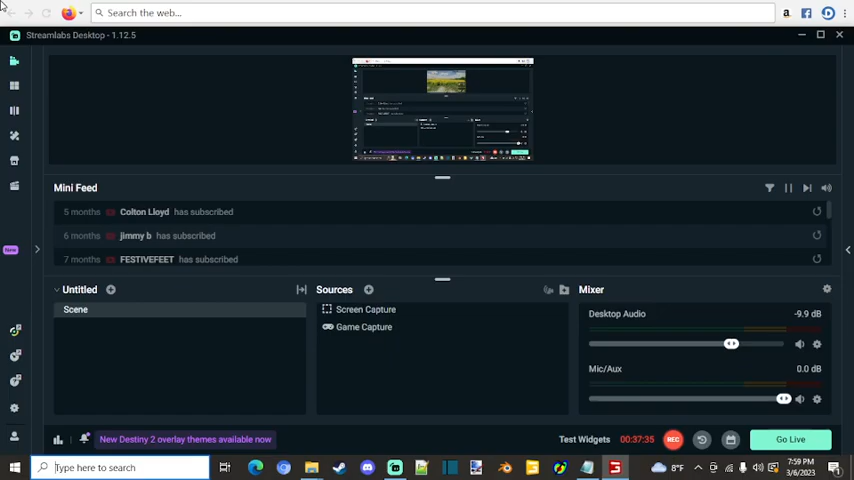 Search the web...
Streamlabs Desktop - 1.12.5
Mini Feed
5 months Colton Lloyd has subscribed
6 months jimmy b has subscribed
7 months FESTIVEFEET has subscribed
New
Untitled
Scene
Sources
Screen Capture
Game Capture
Mixer
Desktop Audio -9.9 dB
Mic/Aux 0.0 dB
New Destiny 2 overlay themes available now
Test Widgets 00:37:35 REC
Go Live
Type here to search
8°F
7:59 PM
3/6/2023